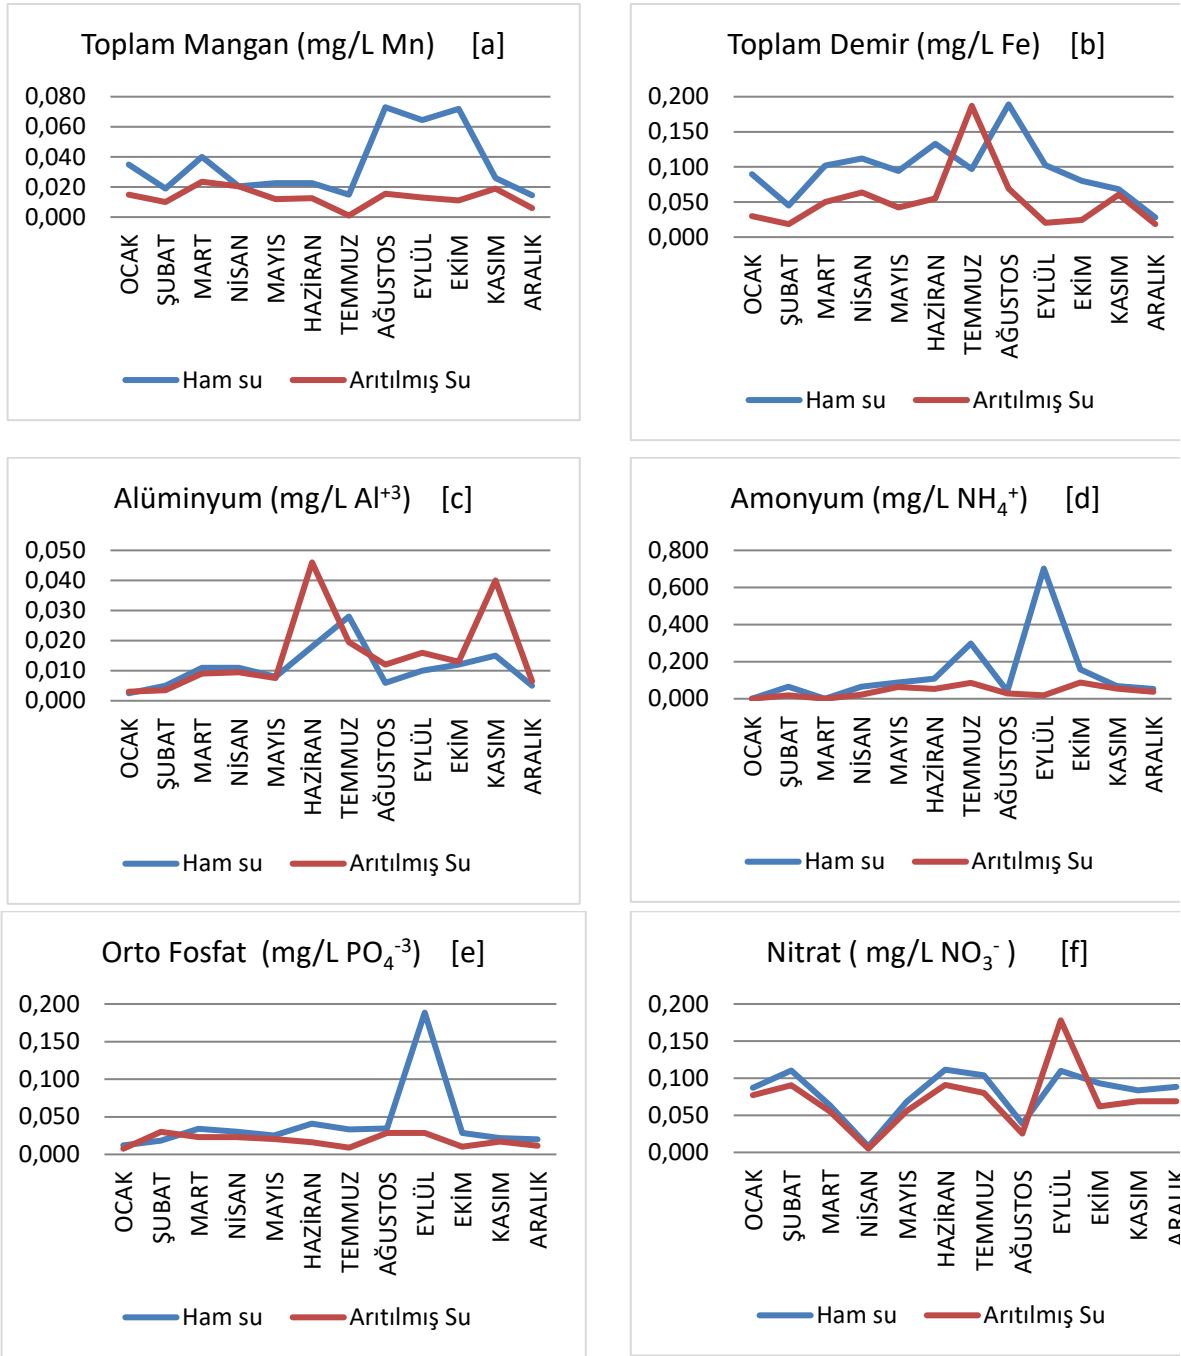 Toplam Mangan (mg/L Mn) [a]
0,080
0,060
0,040
0,020
0,000
OCAK
ŞUBAT
MART
NİSAN
MAYIS
HAZİRAN
TEMMUZ
AĞUSTOS
EYLÜL
EKİM
KASIM
ARALIK
Ham su
Arıtılmış Su
Toplam Demir (mg/L Fe) [b]
0,200
0,150
0,100
0,050
0,000
OCAK
ŞUBAT
MART
NİSAN
MAYIS
HAZİRAN
TEMMUZ
AĞUSTOS
EYLÜL
EKİM
KASIM
ARALIK
Ham su
Arıtılmış Su
Alüminyum (mg/L Al⁺³) [c]
0,050
0,040
0,030
0,020
0,010
0,000
OCAK
ŞUBAT
MART
NİSAN
MAYIS
HAZİRAN
TEMMUZ
AĞUSTOS
EYLÜL
EKİM
KASIM
ARALIK
Ham su
Arıtılmış Su
Amonyum (mg/L NH₄⁺) [d]
0,800
0,600
0,400
0,200
0,000
OCAK
ŞUBAT
MART
NİSAN
MAYIS
HAZİRAN
TEMMUZ
AĞUSTOS
EYLÜL
EKİM
KASIM
ARALIK
Ham su
Arıtılmış Su
Orto Fosfat (mg/L PO₄⁻³) [e]
0,200
0,150
0,100
0,050
0,000
OCAK
ŞUBAT
MART
NİSAN
MAYIS
HAZİRAN
TEMMUZ
AĞUSTOS
EYLÜL
EKİM
KASIM
ARALIK
Ham su
Arıtılmış Su
Nitrat ( mg/L NO₃⁻ ) [f]
0,200
0,150
0,100
0,050
0,000
OCAK
ŞUBAT
MART
NİSAN
MAYIS
HAZİRAN
TEMMUZ
AĞUSTOS
EYLÜL
EKİM
KASIM
ARALIK
Ham su
Arıtılmış Su